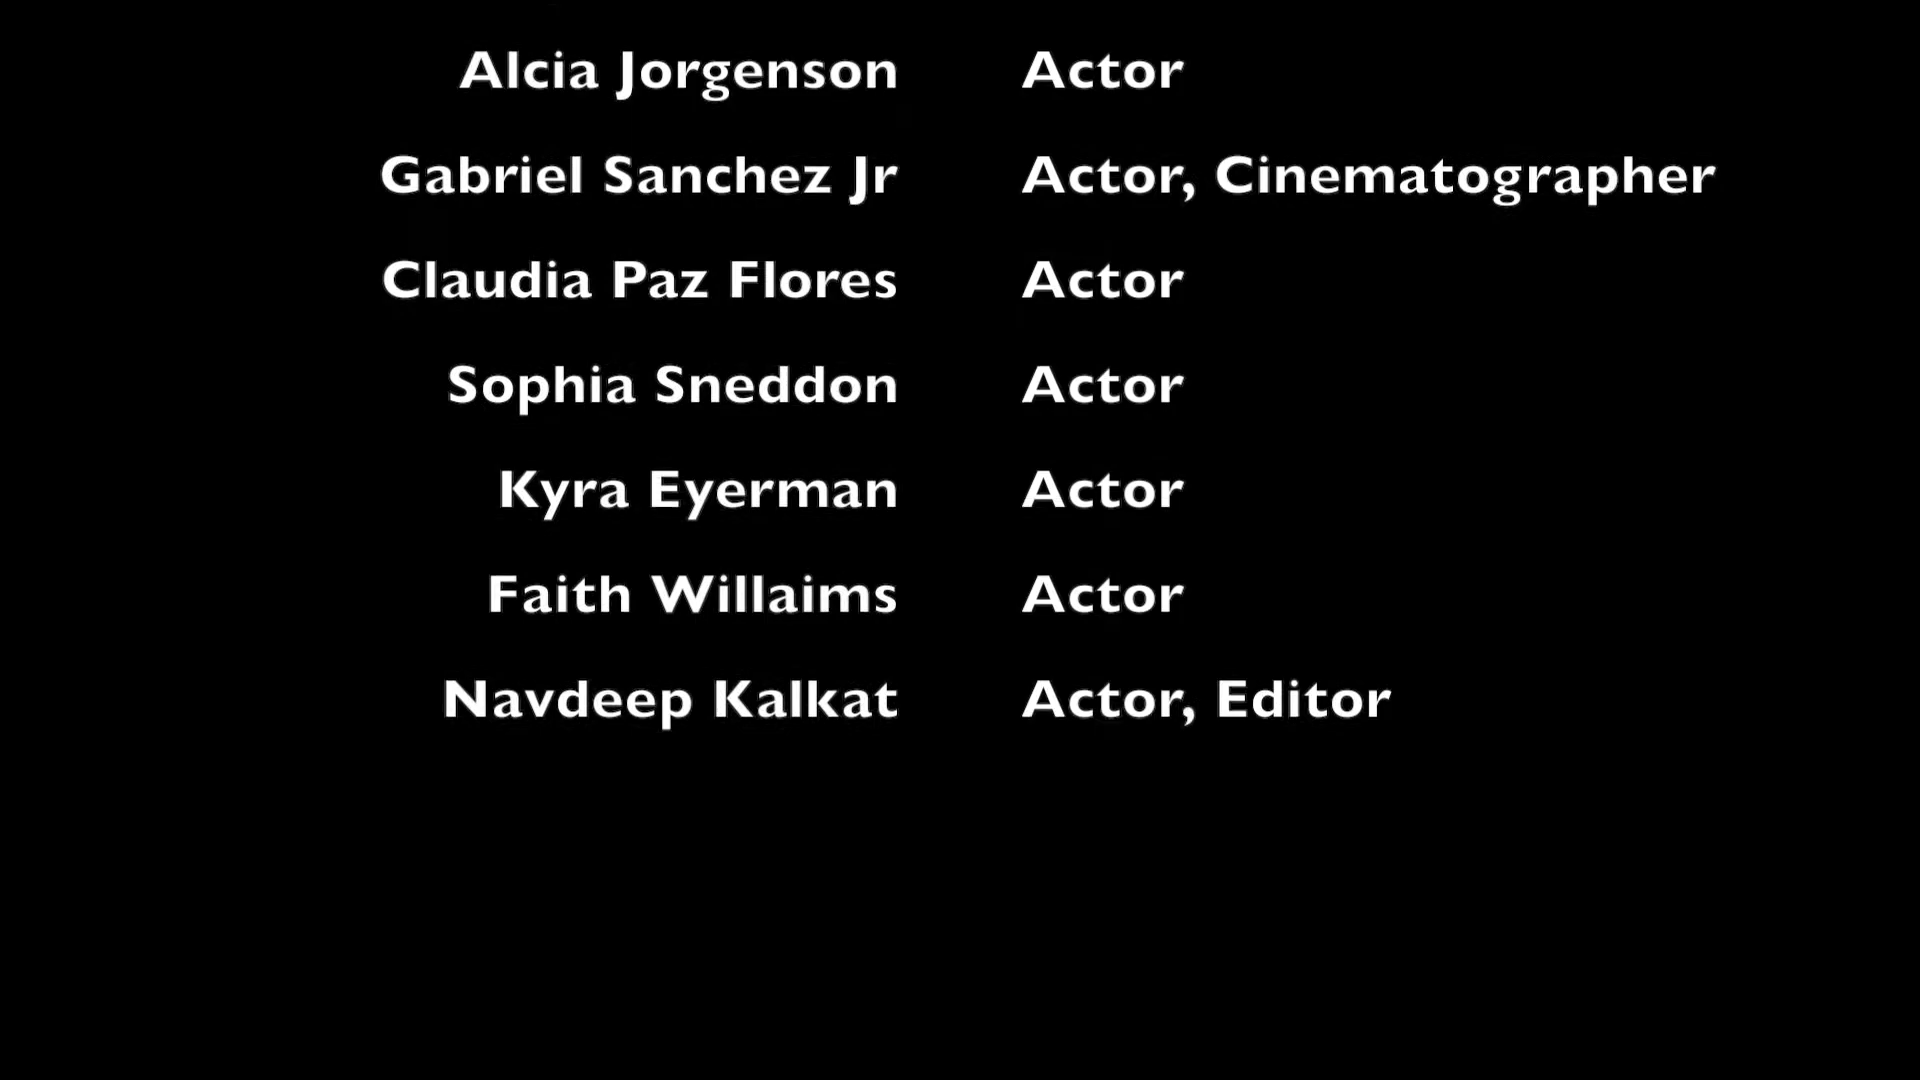 Alcia Jorgenson Actor
Gabriel Sanchez Jr Actor, Cinematographer
Claudia Paz Flores Actor
Sophia Sneddon Actor
Kyra Eyerman Actor
Faith Willaims Actor
Navdeep Kalkat Actor, Editor